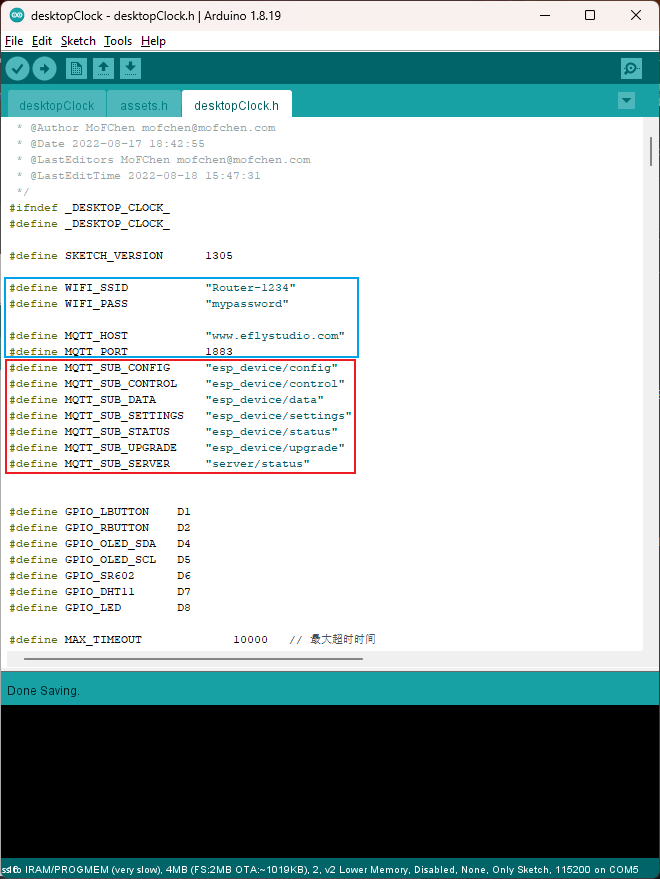 desktopClock - desktopClock.h | Arduino 1.8.19
File Edit Sketch Tools Help
desktopClock assets.h desktopClock.h
* @Author MoFChen mofchen@mofchen.com
* @Date 2022-08-17 18:42:55
* @LastEditors MoFChen mofchen@mofchen.com
* @LastEditTime 2022-08-18 15:47:31
*/
#ifndef _DESKTOP_CLOCK_
#define _DESKTOP_CLOCK_
#define SKETCH_VERSION 1305
#define WIFI_SSID "Router-1234"
#define WIFI_PASS "mypassword"
#define MQTT_HOST "www.eflystudio.com"
#define MQTT_PORT 1883
#define MQTT_SUB_CONFIG "esp_device/config"
#define MQTT_SUB_CONTROL "esp_device/control"
#define MQTT_SUB_DATA "esp_device/data"
#define MQTT_SUB_SETTINGS "esp_device/settings"
#define MQTT_SUB_STATUS "esp_device/status"
#define MQTT_SUB_UPGRADE "esp_device/upgrade"
#define MQTT_SUB_SERVER "server/status"
#define GPIO_LBUTTON D1
#define GPIO_RBUTTON D2
#define GPIO_OLED_SDA D4
#define GPIO_OLED_SCL D5
#define GPIO_SR602 D6
#define GPIO_DHT11 D7
#define GPIO_LED D8
#define MAX_TIMEOUT 10000 // 最大超时时间
Done Saving.
to IRAM/PROGMEM (very slow), 4MB (FS:2MB OTA:~1019KB), 2, v2 Lower Memory, Disabled, None, Only Sketch, 115200 on COM5